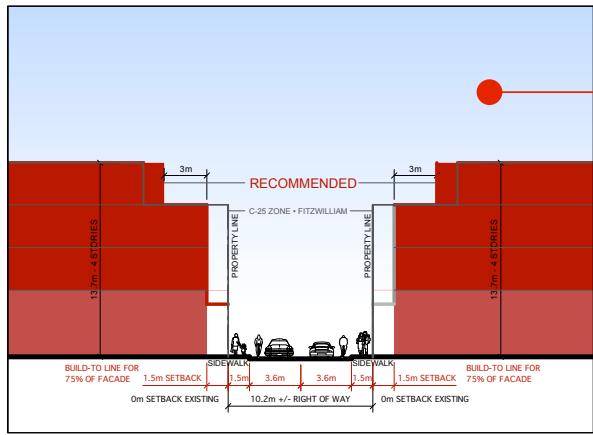 3m
3m
RECOMMENDED
C-25 ZONE • FITZWILLIAM
PROPERTY LINE
PROPERTY LINE
13.7m - 4 STORIES
13.7m - 4 STORIES
SIDEWALK
SIDEWALK
BUILD-TO LINE FOR
75% OF FACADE
1.5m SETBACK
1.5m
3.6m
3.6m
1.5m
1.5m SETBACK
BUILD-TO LINE FOR
75% OF FACADE
0m SETBACK EXISTING
10.2m +/- RIGHT OF WAY
0m SETBACK EXISTING